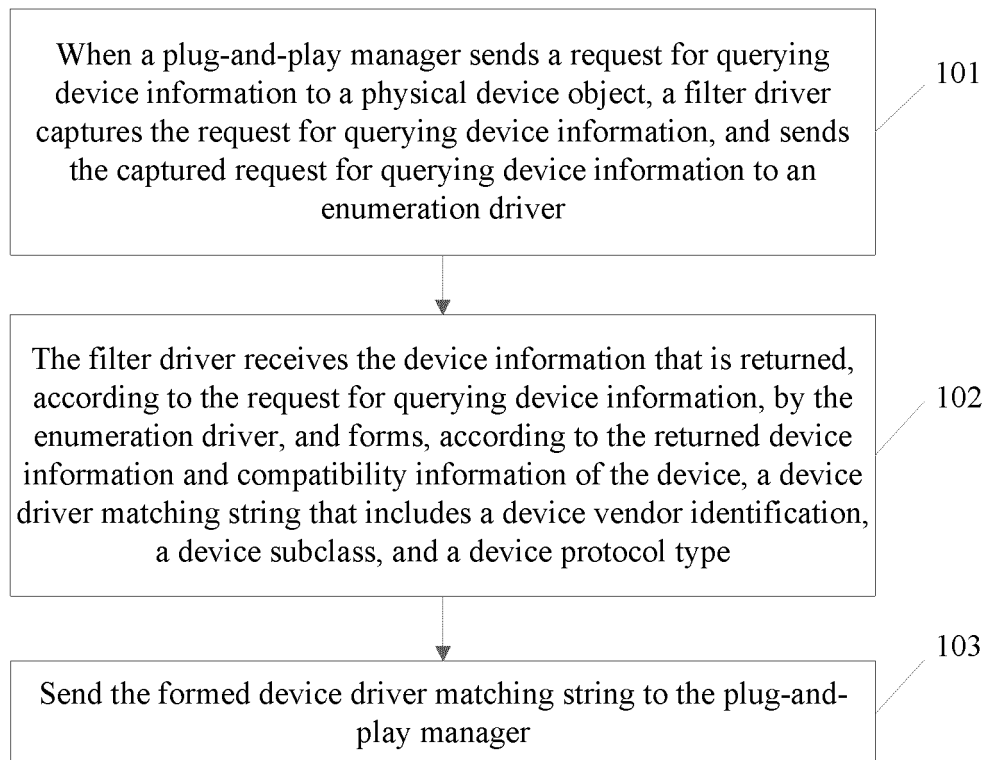 When a plug-and-play manager sends a request for querying
device information to a physical device object, a filter driver
captures the request for querying device information, and sends
the captured request for querying device information to an
enumeration driver
101
The filter driver receives the device information that is returned,
according to the request for querying device information, by the
enumeration driver, and forms, according to the returned device
information and compatibility information of the device, a device
driver matching string that includes a device vendor identification,
a device subclass, and a device protocol type
102
Send the formed device driver matching string to the plug-and-
play manager
103